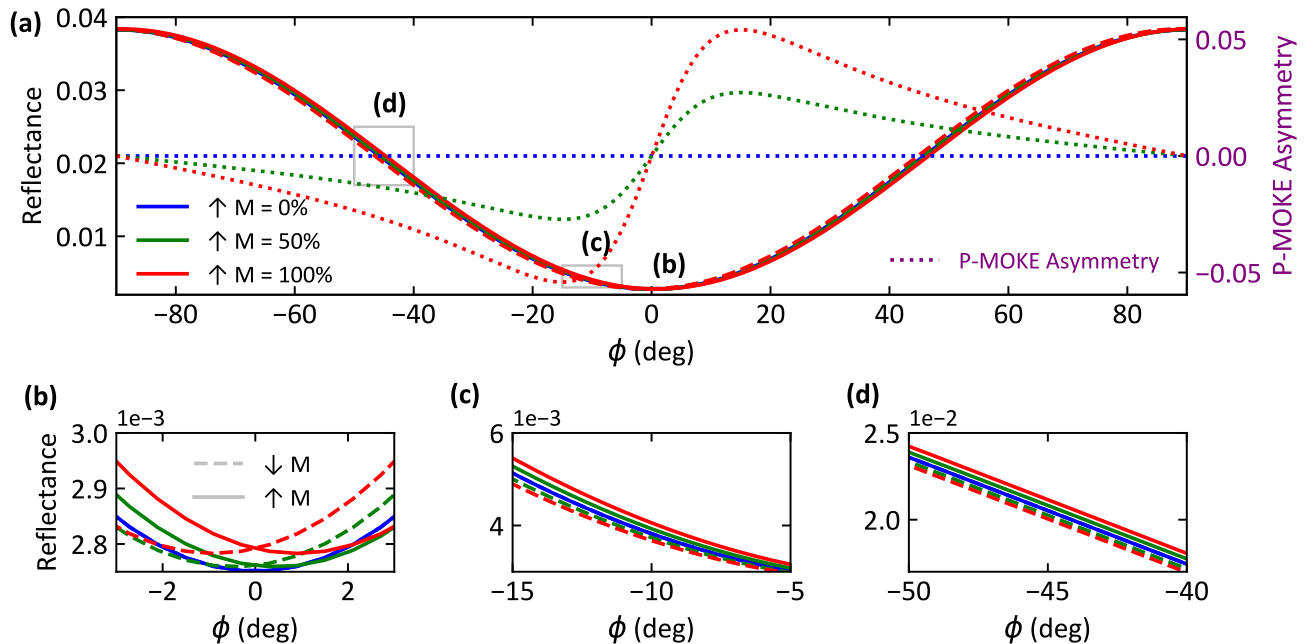 (a)
0.04
0.03
0.02
0.01
Reflectance
(d)
(c)
(b)
↑ M = 0%
↑ M = 50%
↑ M = 100%
P-MOKE Asymmetry
0.05
0.00
−0.05
P-MOKE Asymmetry
−80 −60 −40 −20 0 20 40 60 80
ϕ (deg)
(b)
1e−3
3.0
2.9
2.8
Reflectance
↓ M
↑ M
−2 0 2
ϕ (deg)
(c)
1e−3
6
4
−15 −10 −5
ϕ (deg)
(d)
1e−2
2.5
2.0
−50 −45 −40
ϕ (deg)